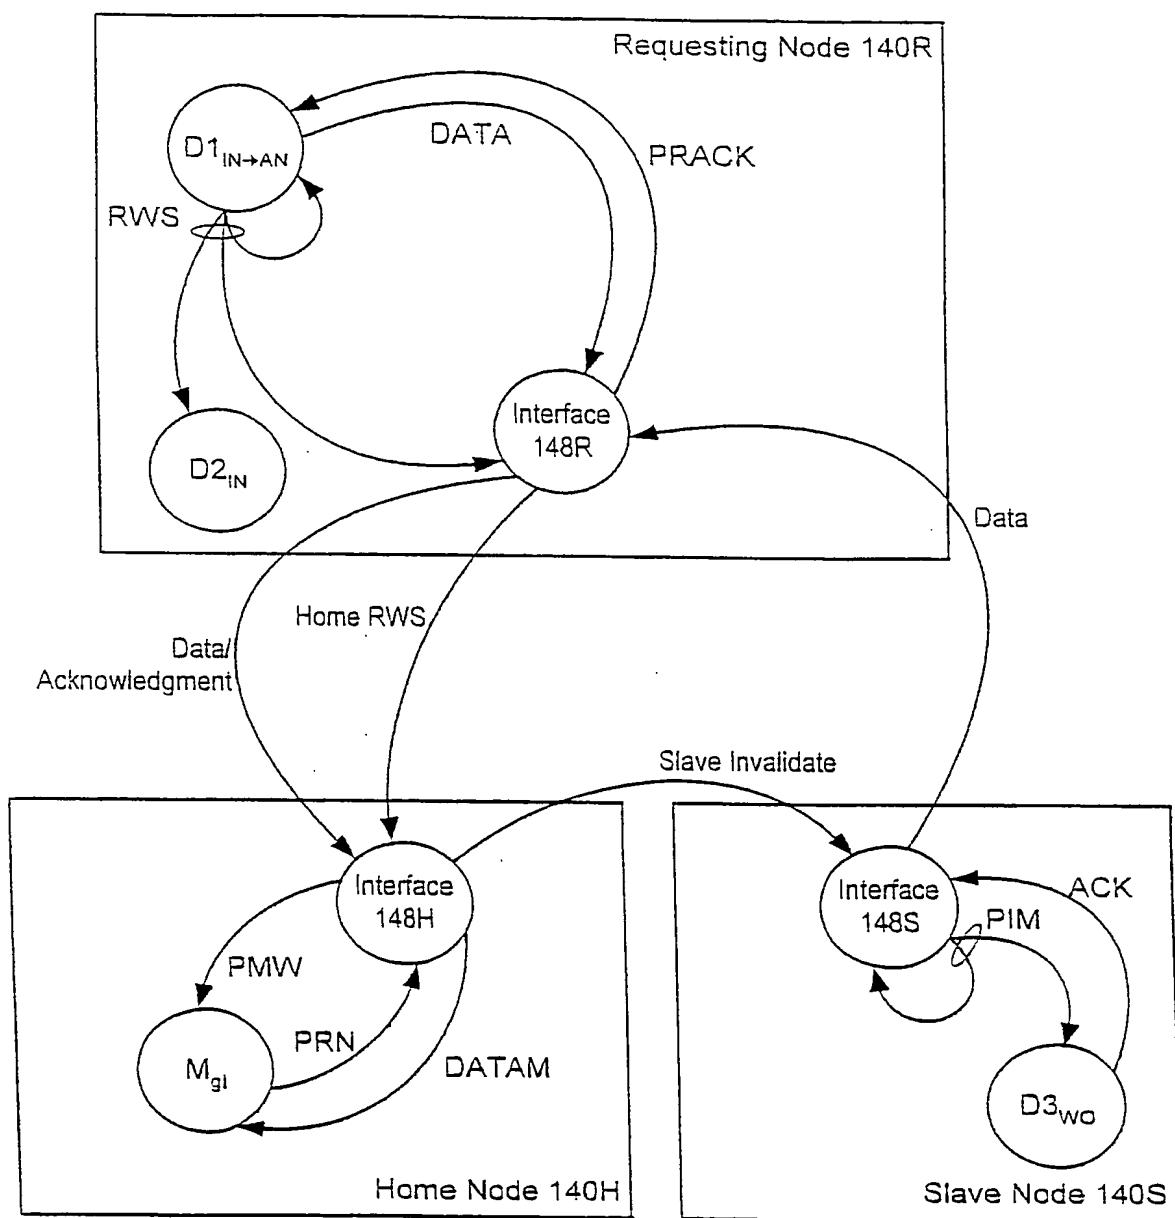 Requesting Node 140R
D1IN→AN
DATA
PRACK
RWS
Interface
148R
D2IN
Data
Home RWS
Data/
Acknowledgment
Slave Invalidate
Interface
148H
Interface
148S
ACK
PIM
PMW
PRN
DATAM
Mgl
D3WO
Home Node 140H
Slave Node 140S